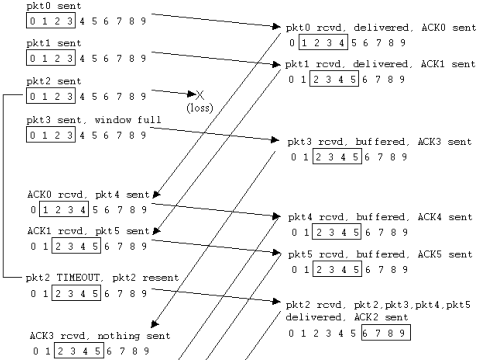 pkt0 sent
0 1 2 3 4 5 6 7 8 9
pkt0 rcvd, delivered, ACK0 sent
0 1 2 3 4 5 6 7 8 9
pkt1 sent
0 1 2 3 4 5 6 7 8 9
pkt1 rcvd, delivered, ACK1 sent
0 1 2 3 4 5 6 7 8 9
pkt2 sent
0 1 2 3 4 5 6 7 8 9
X
(loss)
pkt3 sent, window full
0 1 2 3 4 5 6 7 8 9
pkt3 rcvd, buffered, ACK3 sent
0 1 2 3 4 5 6 7 8 9
ACK0 rcvd, pkt4 sent
0 1 2 3 4 5 6 7 8 9
pkt4 rcvd, buffered, ACK4 sent
0 1 2 3 4 5 6 7 8 9
ACK1 rcvd, pkt5 sent
0 1 2 3 4 5 6 7 8 9
pkt5 rcvd, buffered, ACK5 sent
0 1 2 3 4 5 6 7 8 9
pkt2 TIMEOUT, pkt2 resent
0 1 2 3 4 5 6 7 8 9
pkt2 rcvd, pkt2,pkt3,pkt4,pkt5
delivered, ACK2 sent
0 1 2 3 4 5 6 7 8 9
ACK3 rcvd, nothing sent
0 1 2 3 4 5 6 7 8 9